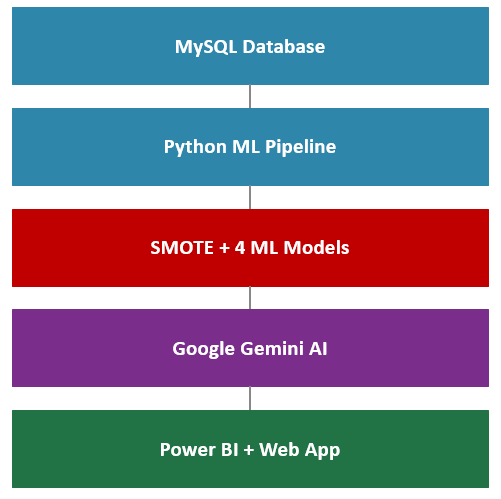 MySQL Database
Python ML Pipeline
SMOTE + 4 ML Models
Google Gemini AI
Power BI + Web App